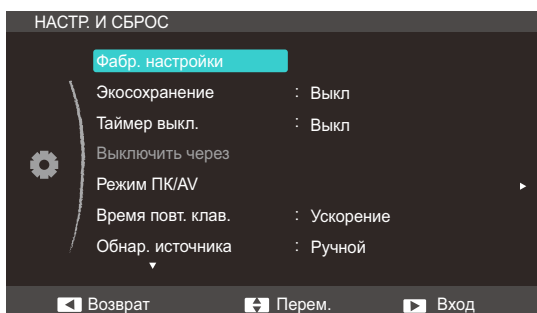 НАСТР. И СБРОС
Фабр. настройки
Экосохранение : Выкл
Таймер выкл. : Выкл
Выключить через
Режим ПК/AV
Время повт. клав. : Ускорение
Обнар. источника : Ручной
Возврат Перем. Вход